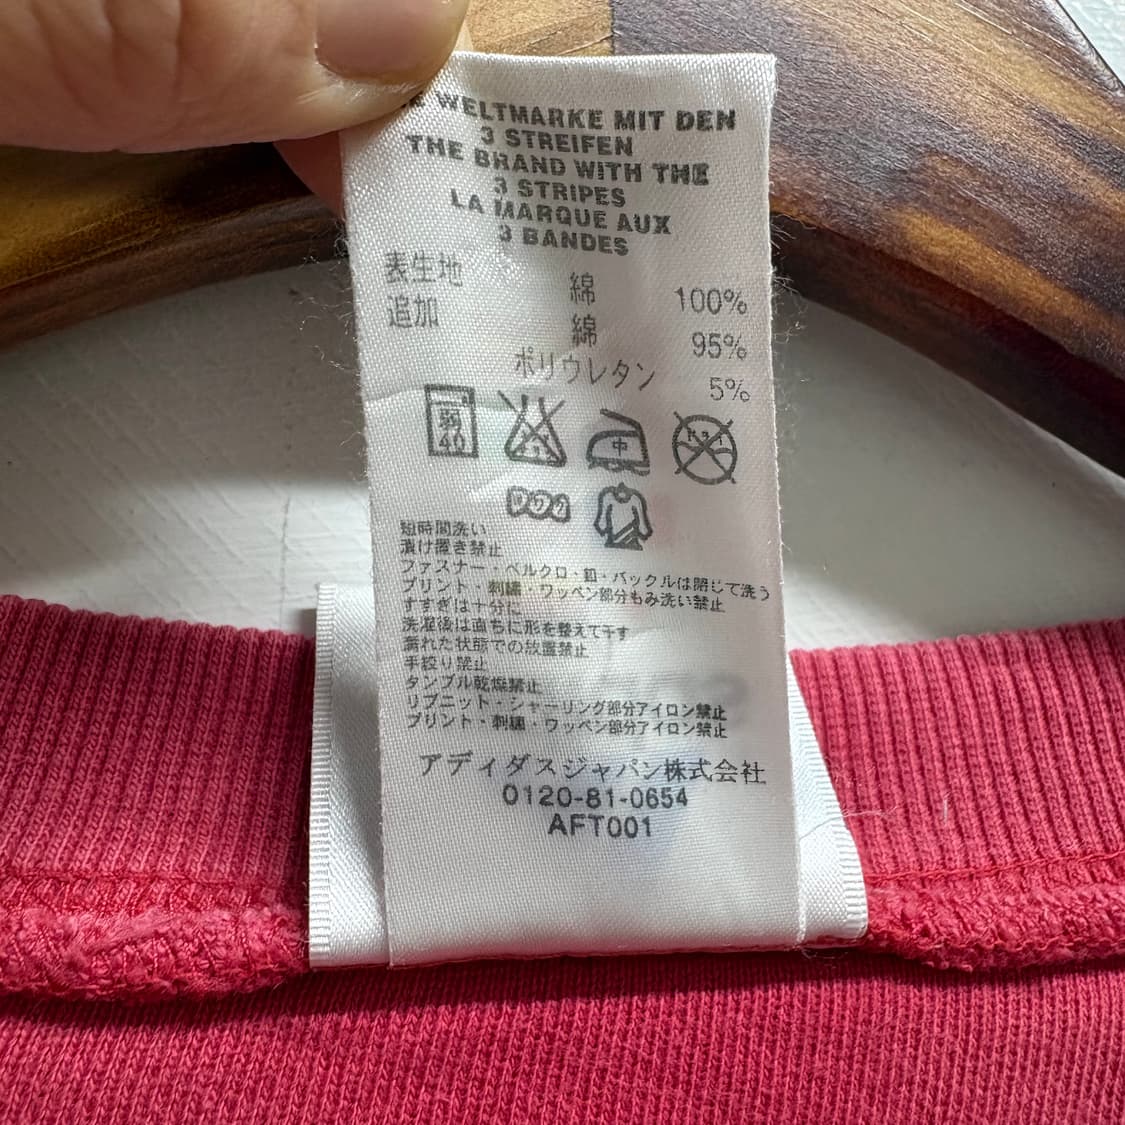 WELTMARKE MIT DEN
3 STREIFEN
THE BRAND WITH THE
3 STRIPES
LA MARQUE AUX
3 BANDES
表生地 綿 100%
追加 綿 95%
ポリウレタン 5%
弱
40
中
短時間洗い
漬け置き禁止
ファスナー・ベルクロ・釦・バックルは閉じて洗う
プリント・刺繍・ワッペン部分もみ洗い禁止
すすぎは十分に
洗濯後は直ちに形を整えて干す
濡れた状態での放置禁止
手絞り禁止
タンブル乾燥禁止
リブニット・シャーリング部分アイロン禁止
プリント・刺繍・ワッペン部分アイロン禁止
アディダスジャパン株式会社
0120-81-0654
AFT001